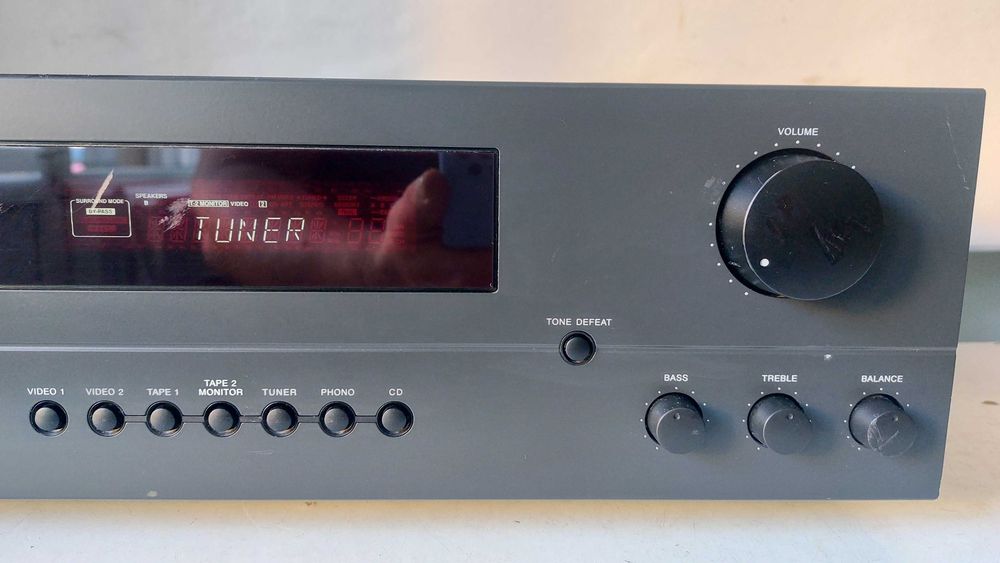 VOLUME
SURROUND MODE
BY-PASS
SPEAKERS
B
T-2 MONITOR VIDEO 2
TUNER
TONE DEFEAT
VIDEO 1
VIDEO 2
TAPE 1
TAPE 2
MONITOR
TUNER
PHONO
CD
BASS
TREBLE
BALANCE